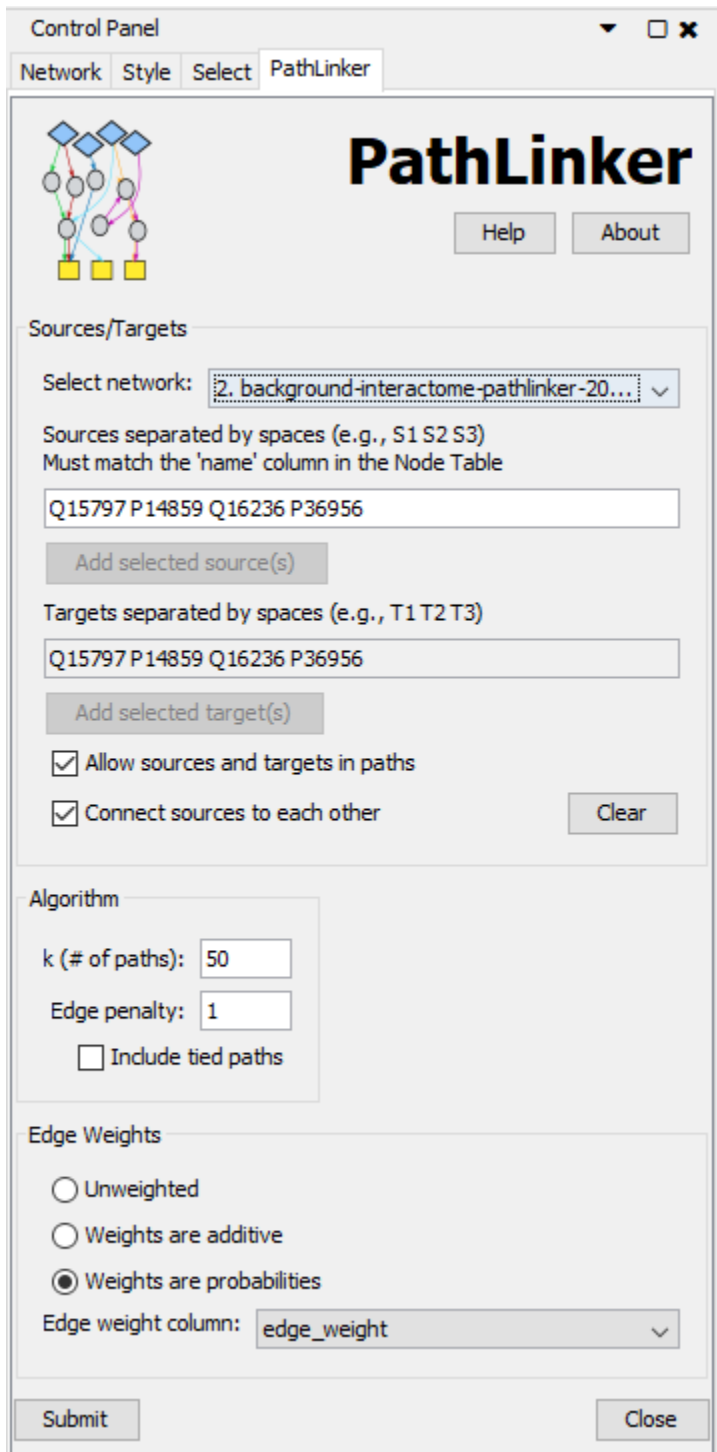 Control Panel
Network Style Select PathLinker
PathLinker
Help About
Sources/Targets
Select network: 2. background-interactome-pathlinker-20...
Sources separated by spaces (e.g., S1 S2 S3)
Must match the 'name' column in the Node Table
Q15797 P14859 Q16236 P36956
Add selected source(s)
Targets separated by spaces (e.g., T1 T2 T3)
Q15797 P14859 Q16236 P36956
Add selected target(s)
Allow sources and targets in paths
Connect sources to each other Clear
Algorithm
k (# of paths): 50
Edge penalty: 1
Include tied paths
Edge Weights
Unweighted
Weights are additive
Weights are probabilities
Edge weight column: edge_weight
Submit Close